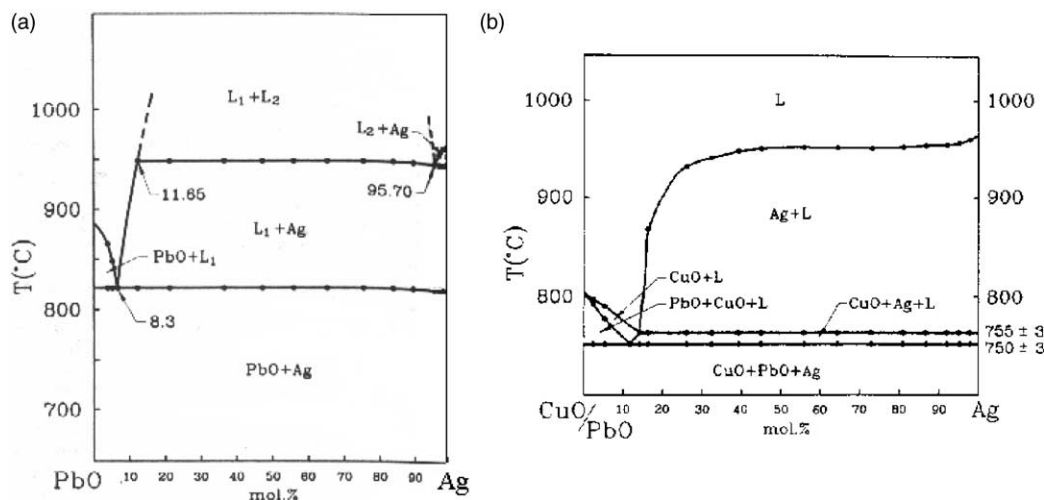 (a)
1000
900
800
700
T(°C)
L₁+L₂
L₂+Ag
11.65
95.70
L₁+Ag
PbO+L₁
8.3
PbO+Ag
10 20 30 40 50 60 70 80 90
PbO
mol.%
Ag
(b)
1000
900
800
T(°C)
L
1000
900
800
755 ± 3
750 ± 3
Ag+L
CuO+L
PbO+CuO+L
CuO+Ag+L
CuO+PbO+Ag
10 20 30 40 50 60 70 80 90
CuO/
PbO
mol.%
Ag